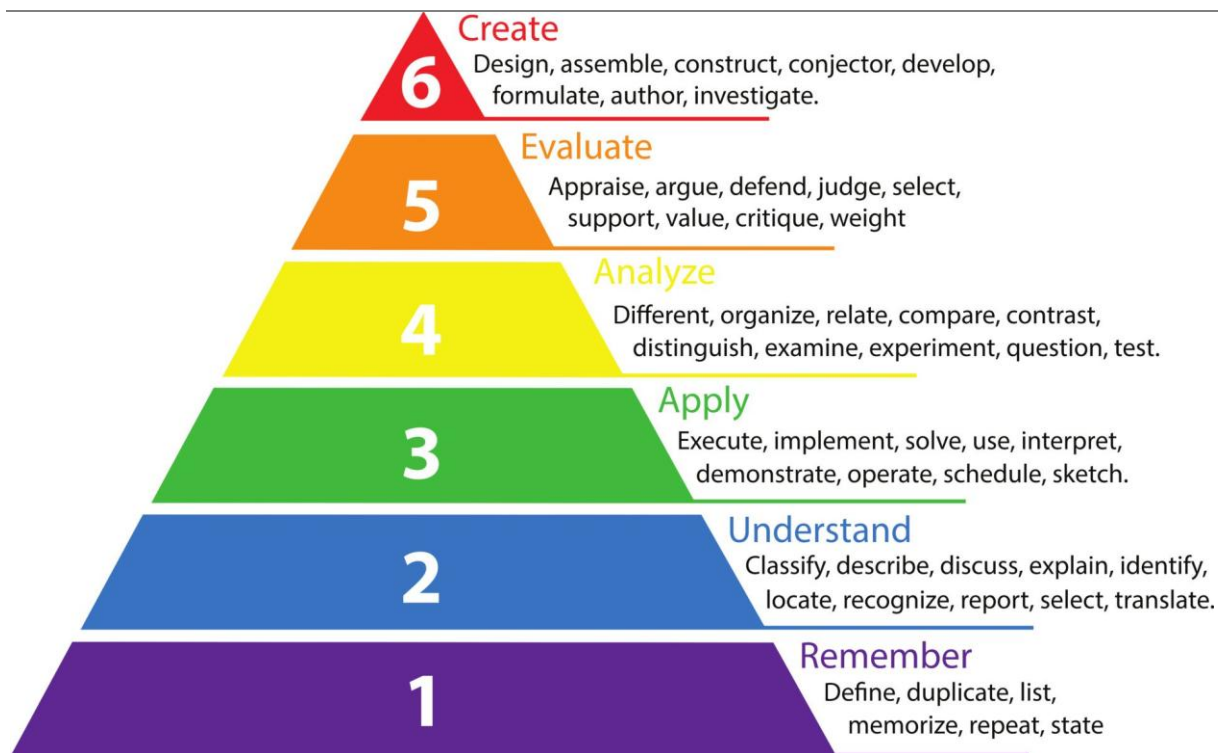 Create
6
Design, assemble, construct, conjector, develop,
formulate, author, investigate.
Evaluate
5
Appraise, argue, defend, judge, select,
support, value, critique, weight
Analyze
4
Different, organize, relate, compare, contrast,
distinguish, examine, experiment, question, test.
Apply
3
Execute, implement, solve, use, interpret,
demonstrate, operate, schedule, sketch.
Understand
2
Classify, describe, discuss, explain, identify,
locate, recognize, report, select, translate.
Remember
1
Define, duplicate, list,
memorize, repeat, state